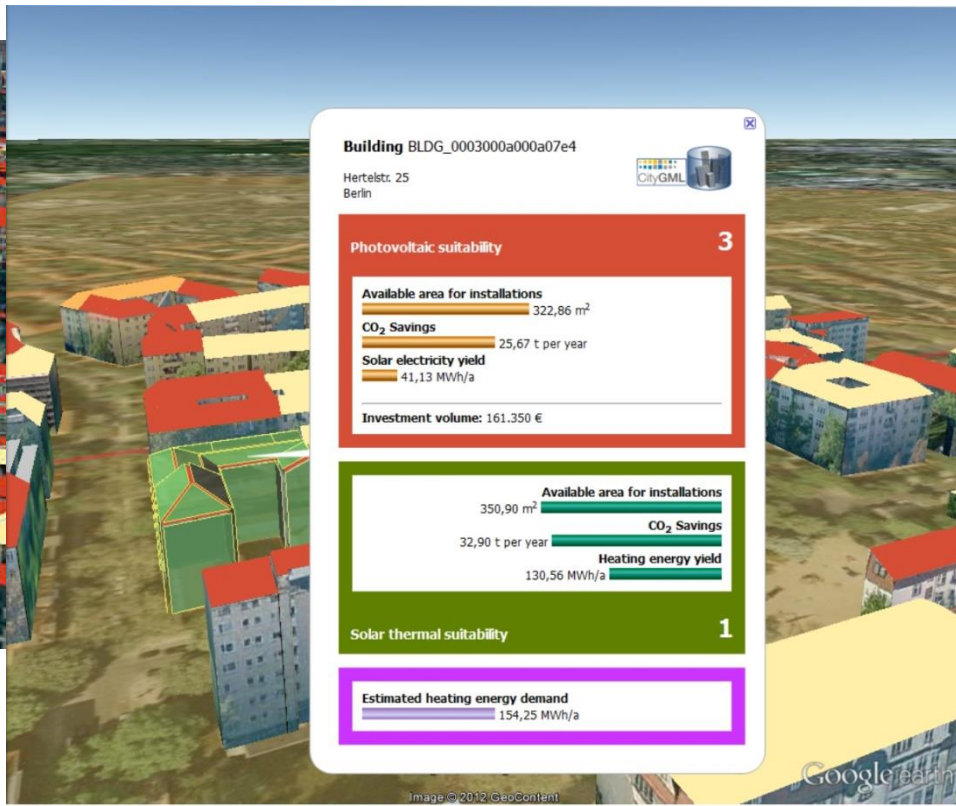 Building BLDG_0003000a000a07e4
CityGML
Hertelstr. 25
Berlin
Photovoltaic suitability 3
Available area for installations
322,86 m²
CO₂ Savings
25,67 t per year
Solar electricity yield
41,13 MWh/a
Investment volume: 161.350 €
Available area for installations
350,90 m²
CO₂ Savings
32,90 t per year
Heating energy yield
130,56 MWh/a
Solar thermal suitability 1
Estimated heating energy demand
154,25 MWh/a
Google earth
Image © 2012 GeoContent